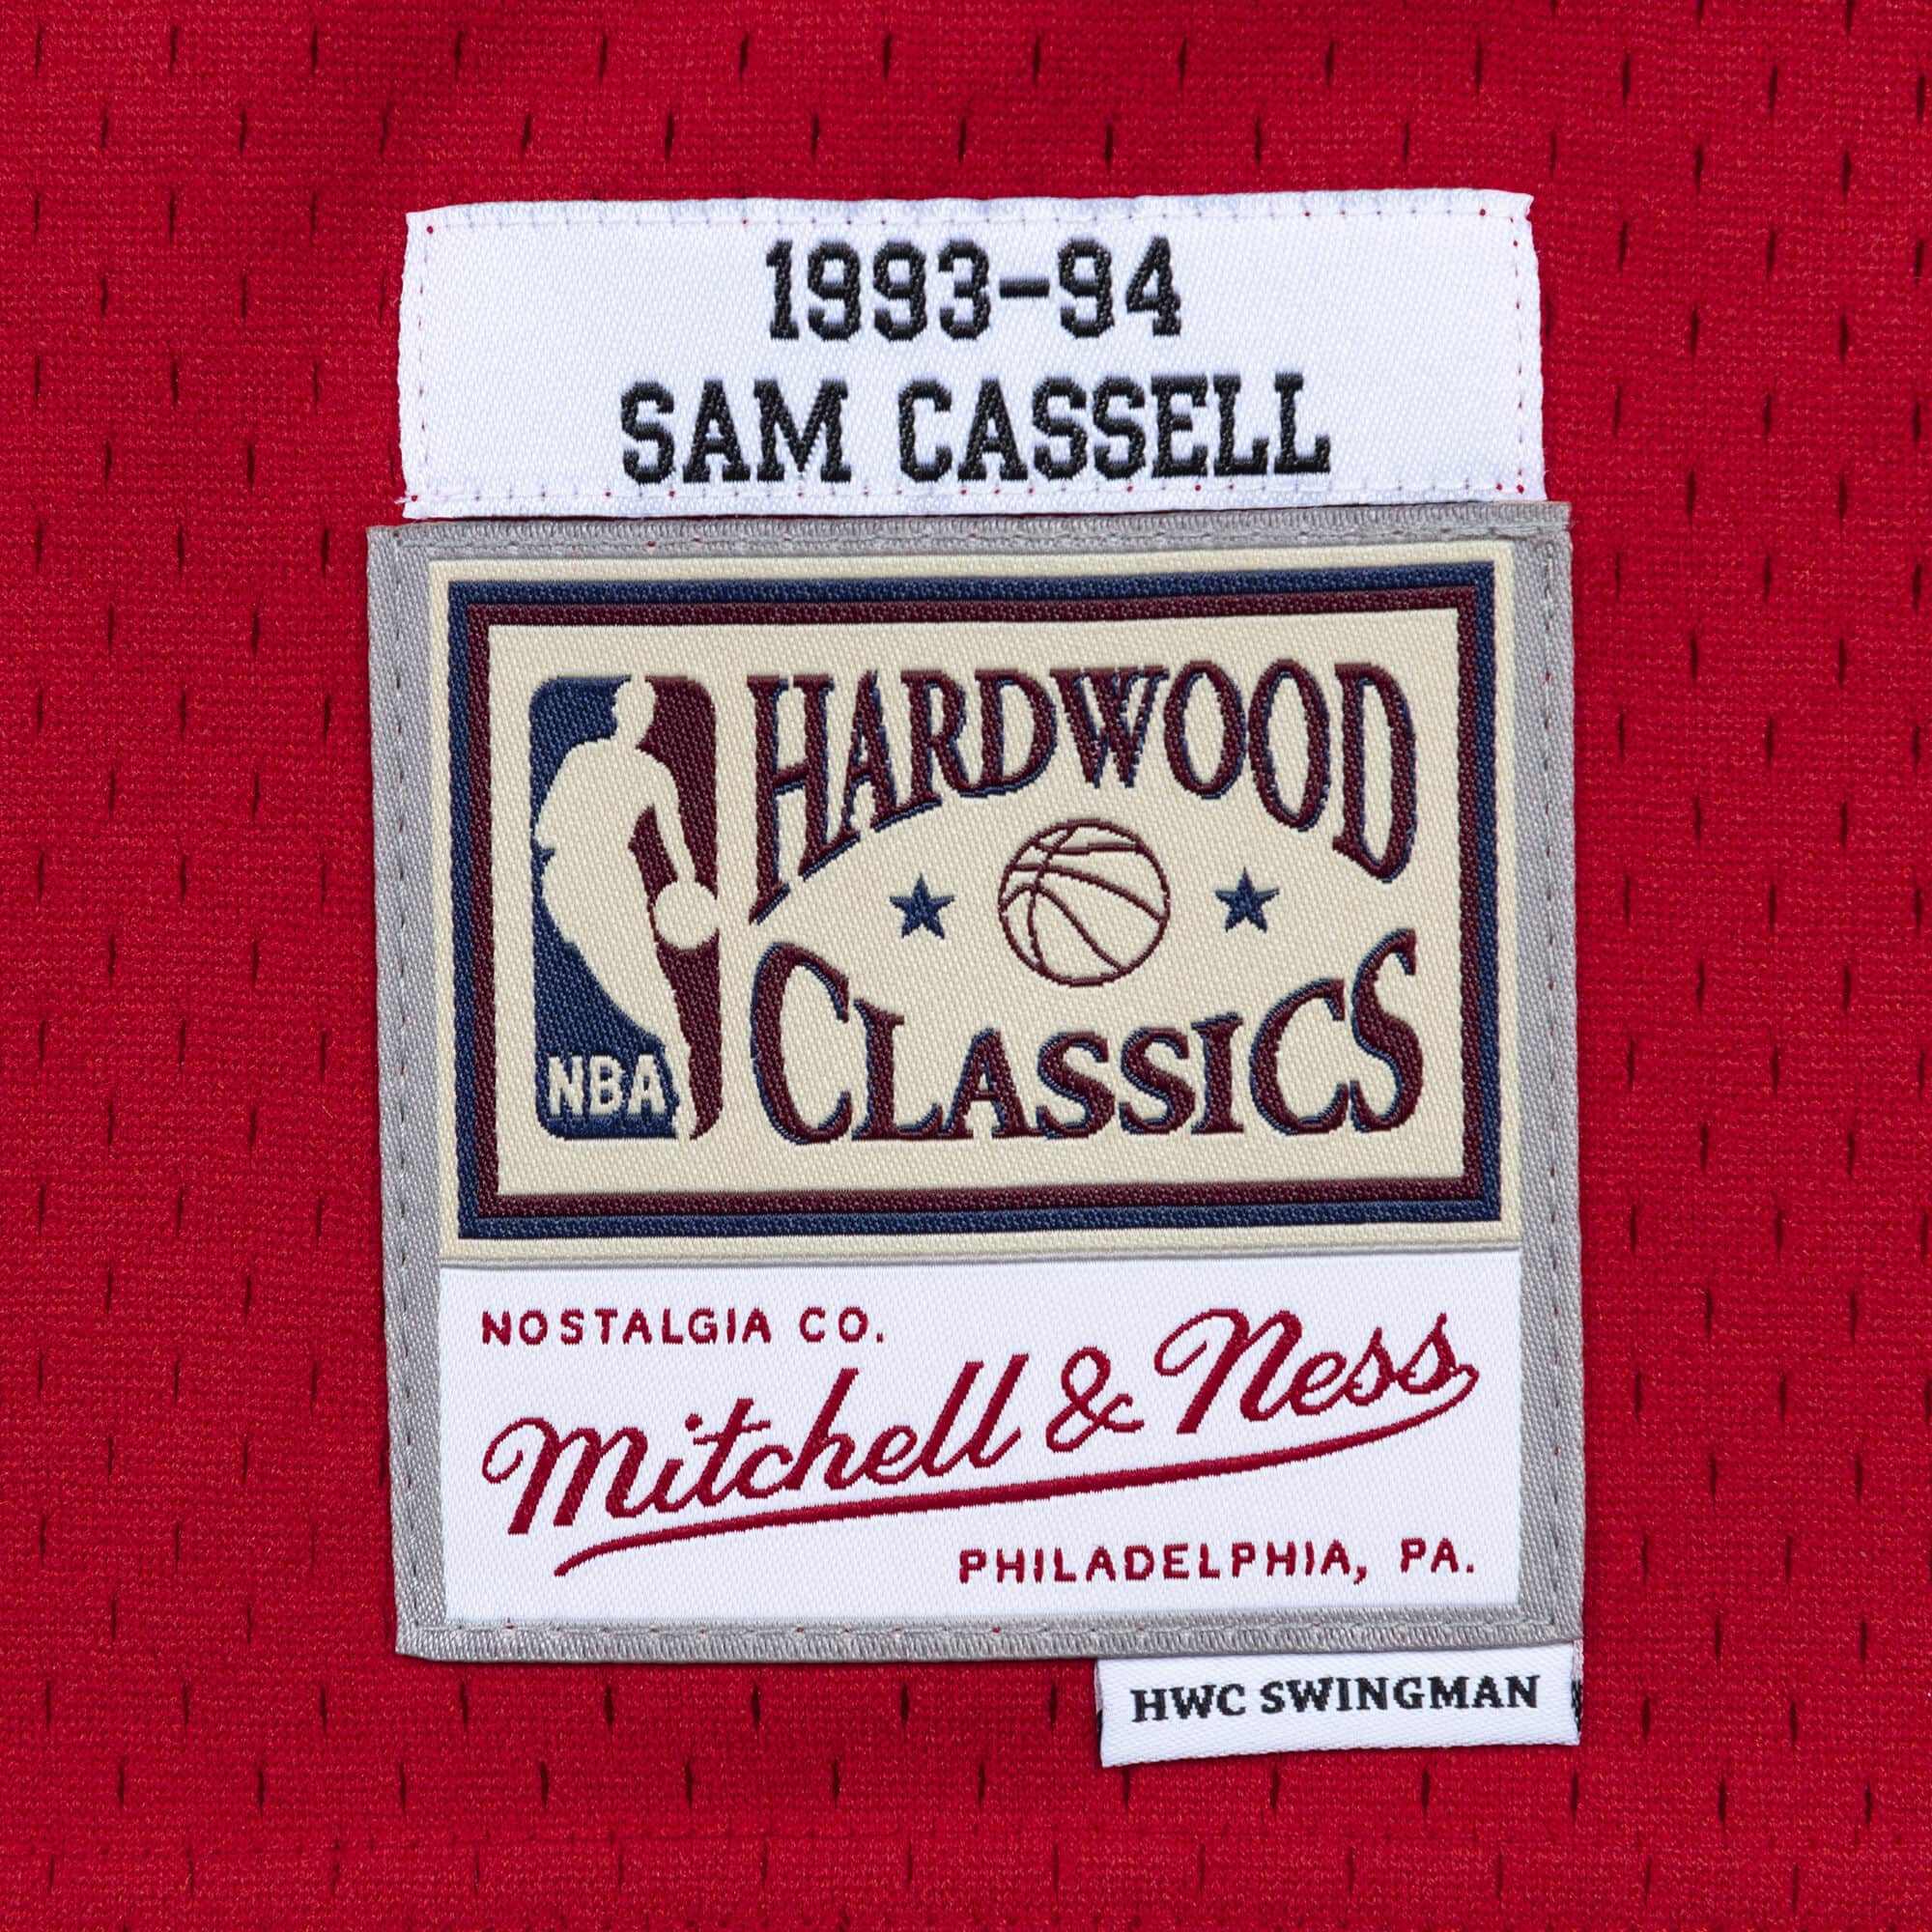 1993-94
SAM CASSELL
HARDWOOD
CLASSICS
NBA
NOSTALGIA CO.
Mitchell & Ness
PHILADELPHIA, PA.
HWC SWINGMAN